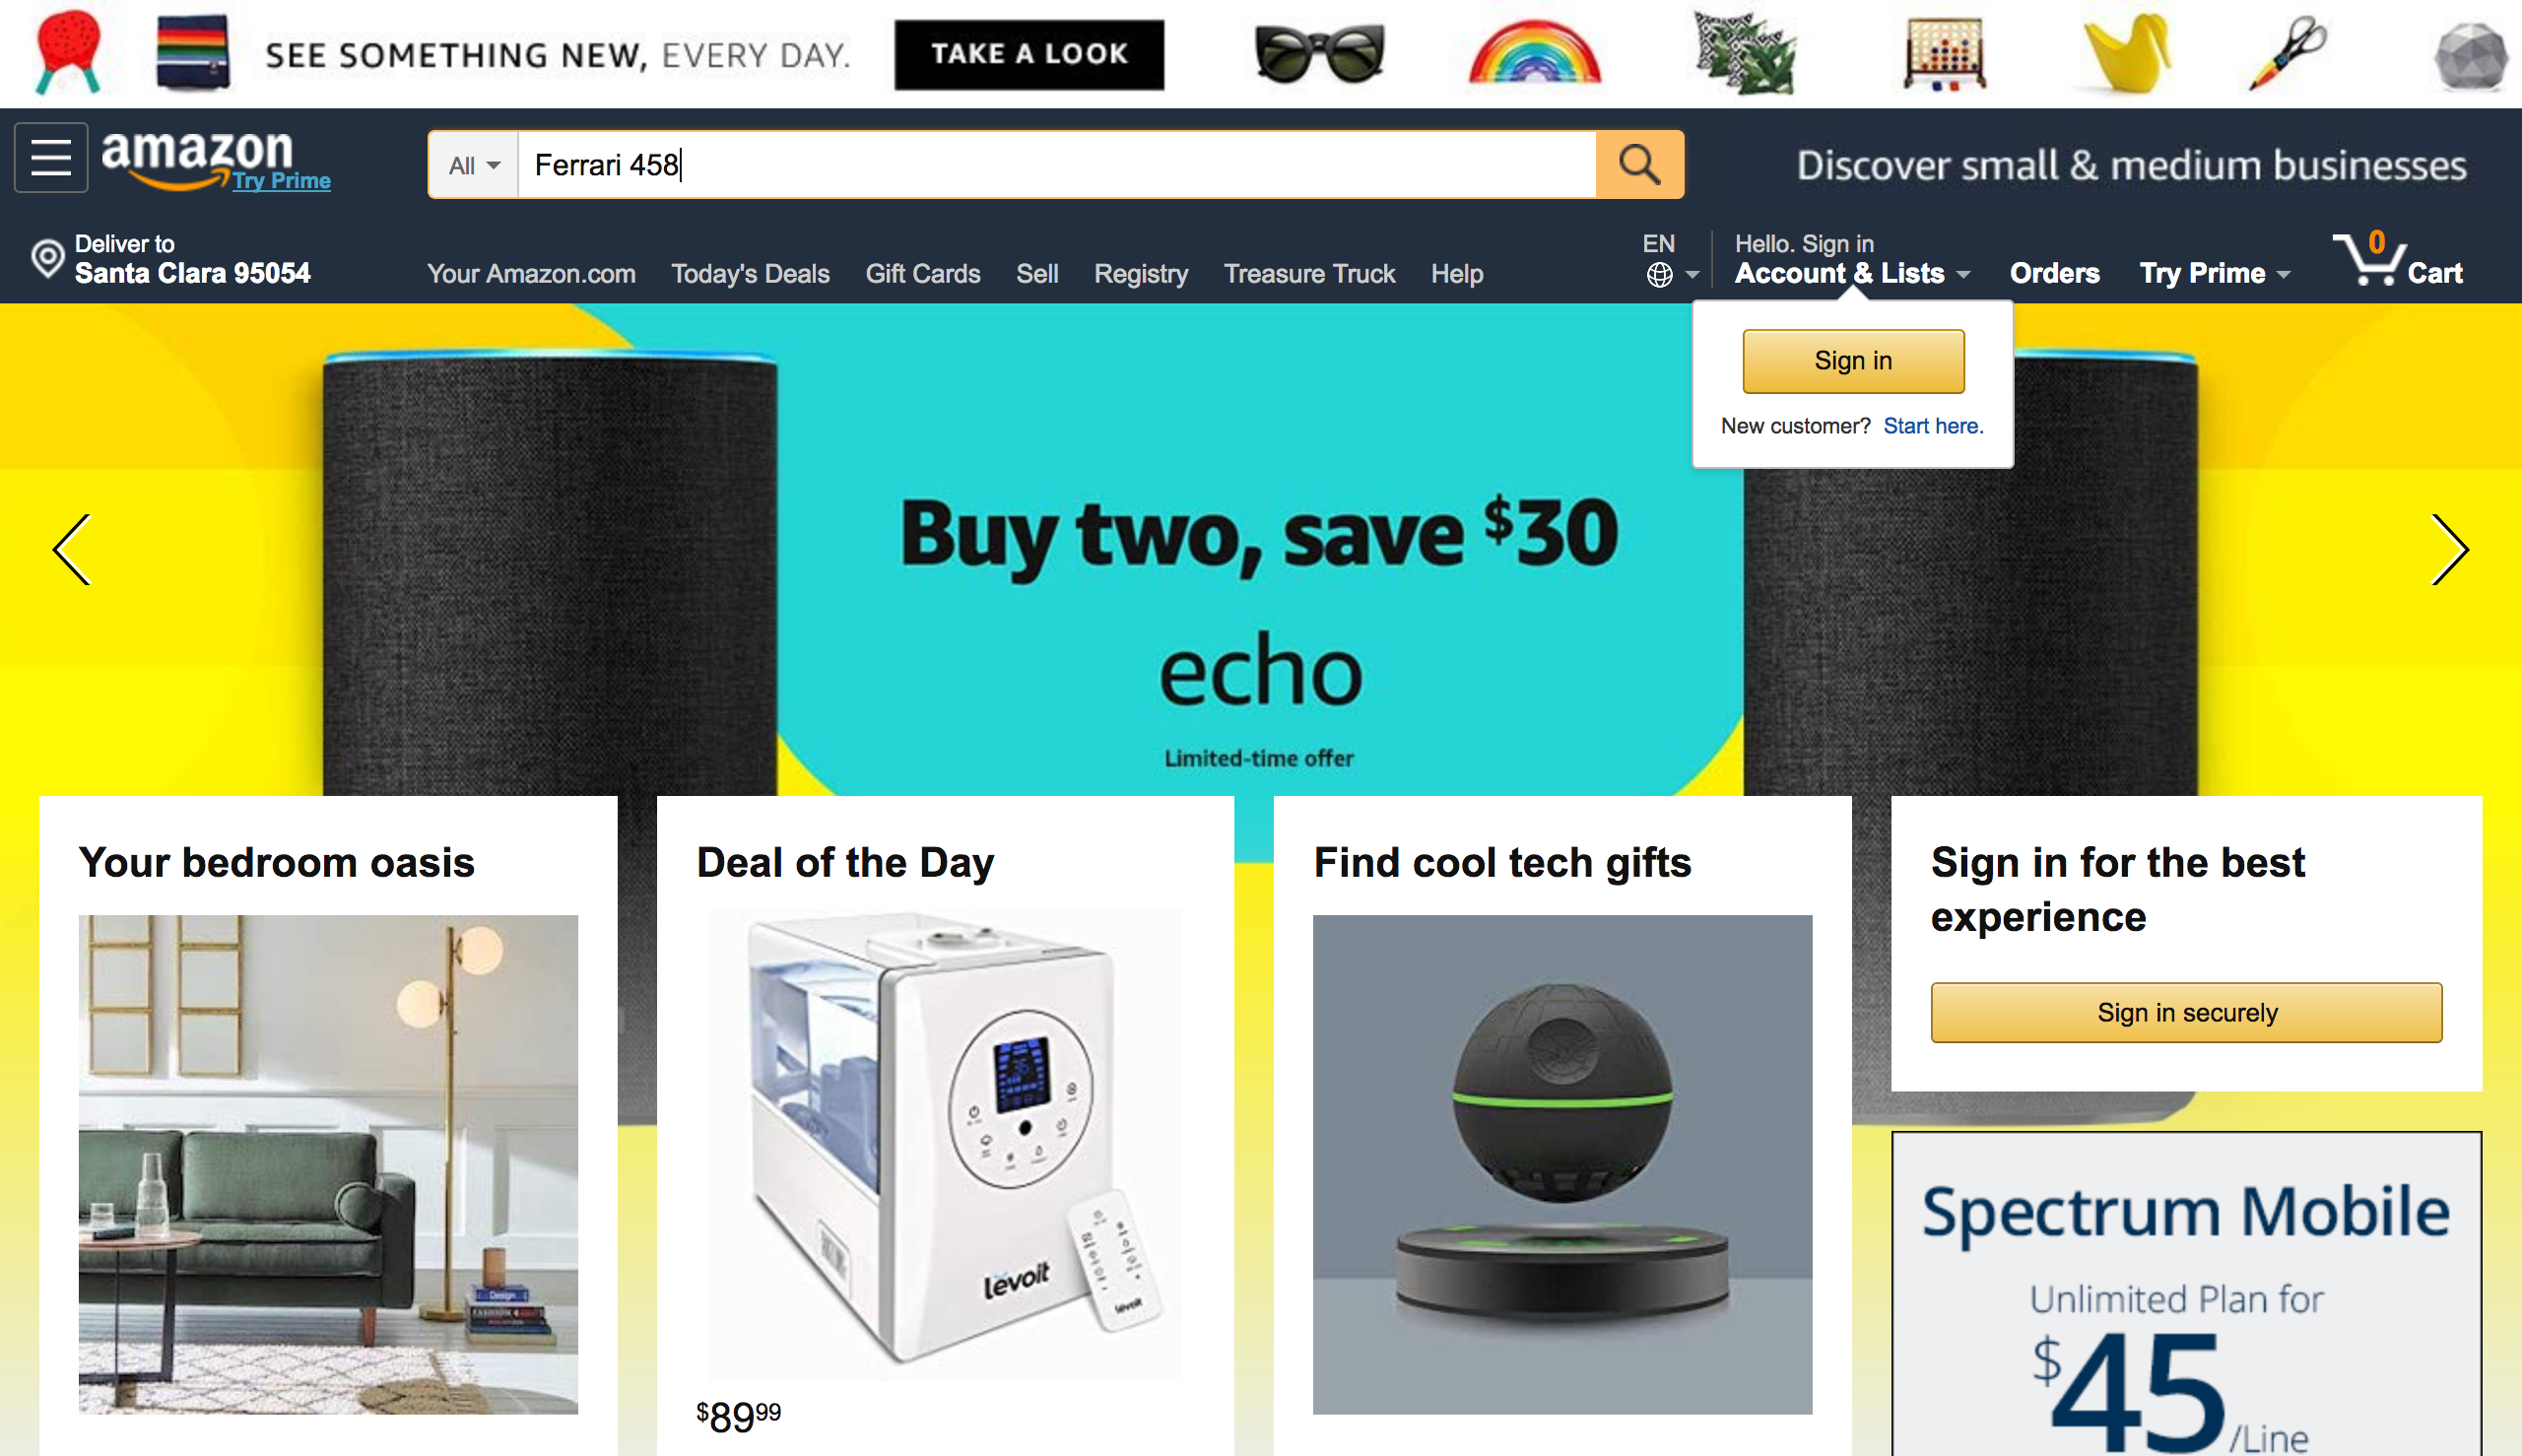 SEE SOMETHING NEW, EVERY DAY.
TAKE A LOOK
amazon
Try Prime
All
Ferrari 458
Discover small & medium businesses
Deliver to
Santa Clara 95054
Your Amazon.com
Today's Deals
Gift Cards
Sell
Registry
Treasure Truck
Help
EN
Hello. Sign in
Account & Lists
Orders
Try Prime
0
Cart
Sign in
New customer? Start here.
Buy two, save $30
echo
Limited-time offer
Your bedroom oasis
Design
Deal of the Day
levoit
levoit
$8999
Find cool tech gifts
Sign in for the best
experience
Sign in securely
Spectrum Mobile
Unlimited Plan for
$45/Line